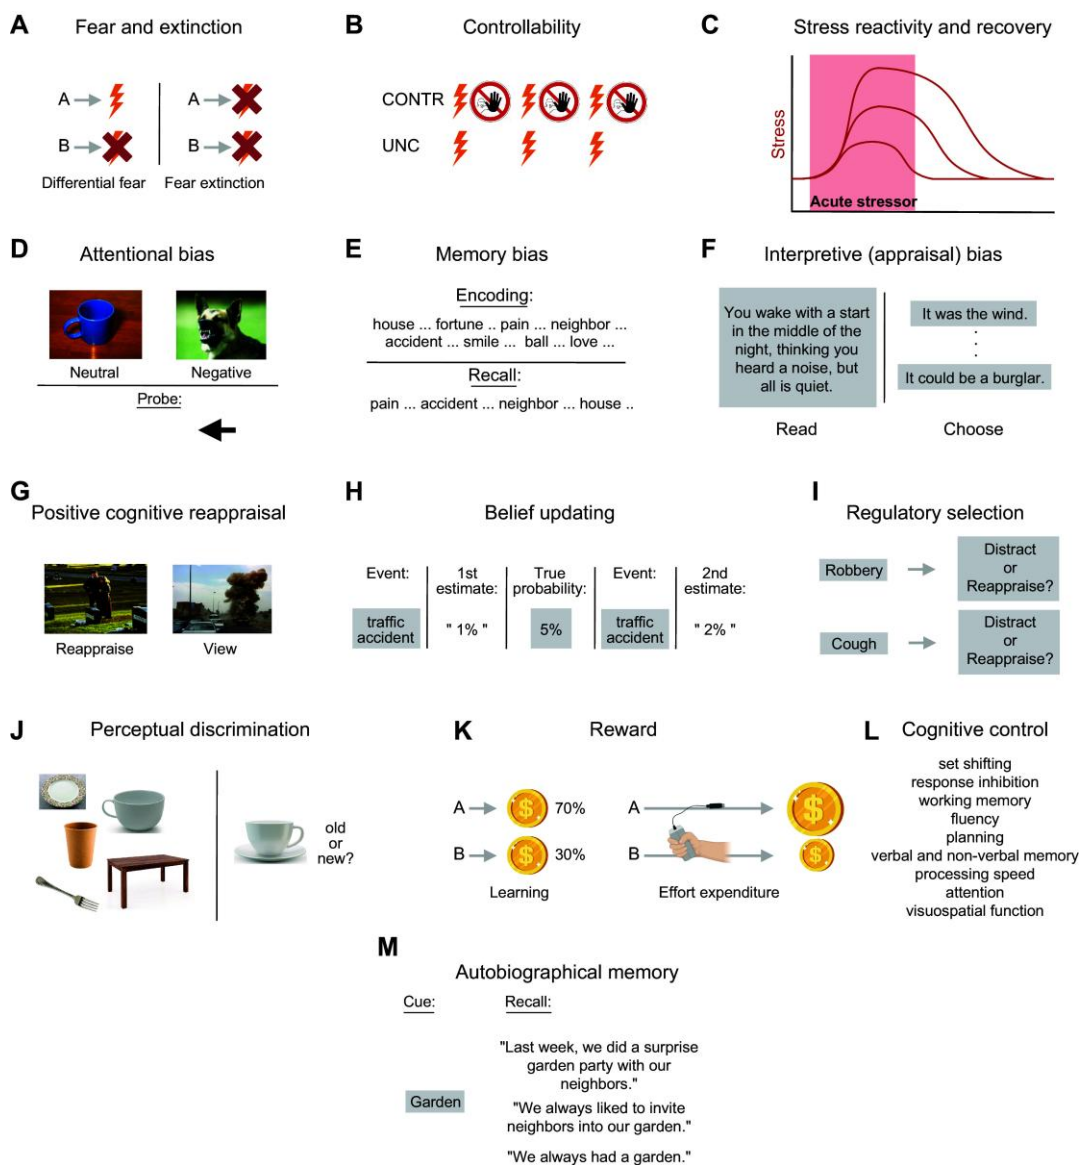 A Fear and extinction
A
B
Differential fear
A
B
Fear extinction
B Controllability
CONTR
UNC
C Stress reactivity and recovery
Stress
Acute stressor
D Attentional bias
Neutral
Negative
Probe:
E Memory bias
Encoding:
house ... fortune .. pain ... neighbor ...
accident ... smile ... ball ... love ...
Recall:
pain ... accident ... neighbor ... house ..
F Interpretive (appraisal) bias
You wake with a start
in the middle of the
night, thinking you
heard a noise, but
all is quiet.
Read
It was the wind.
It could be a burglar.
Choose
G
Positive cognitive reappraisal
Reappraise
View
H
Belief updating
Event:
traffic
accident
1st
estimate:
" 1% "
True
probability:
5%
Event:
traffic
accident
2nd
estimate:
" 2% "
I
Regulatory selection
Robbery
Distract
or
Reappraise?
Cough
Distract
or
Reappraise?
J Perceptual discrimination
old
or
new?
K Reward
A $ 70%
B $ 30%
Learning
A $
B $
Effort expenditure
L Cognitive control
set shifting
response inhibition
working memory
fluency
planning
verbal and non-verbal memory
processing speed
attention
visuospatial function
M
Autobiographical memory
Cue:
Garden
Recall:
"Last week, we did a surprise
garden party with our
neighbors."
"We always liked to invite
neighbors into our garden."
"We always had a garden."